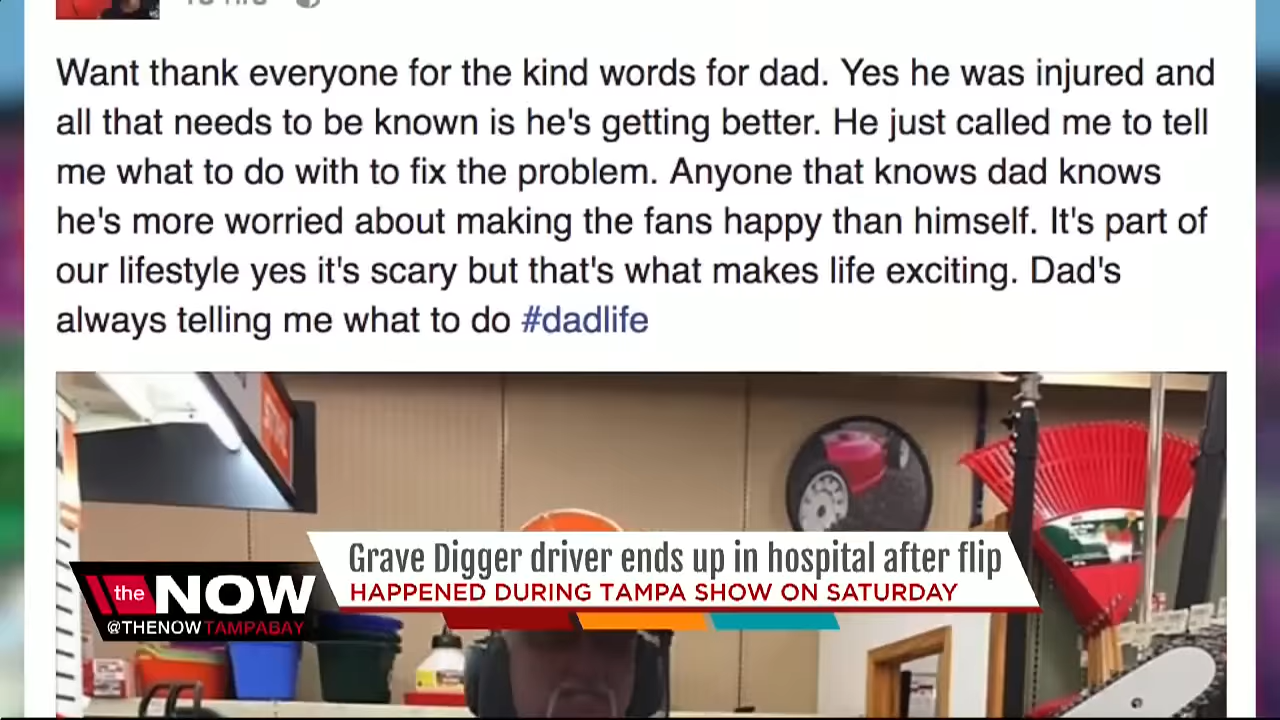 Want thank everyone for the kind words for dad. Yes he was injured and
all that needs to be known is he's getting better. He just called me to tell
me what to do with to fix the problem. Anyone that knows dad knows
he's more worried about making the fans happy than himself. It's part of
our lifestyle yes it's scary but that's what makes life exciting. Dad's
always telling me what to do #dadlife
Grave Digger driver ends up in hospital after flip
HAPPENED DURING TAMPA SHOW ON SATURDAY
the NOW
@THENOWTAMPABAY